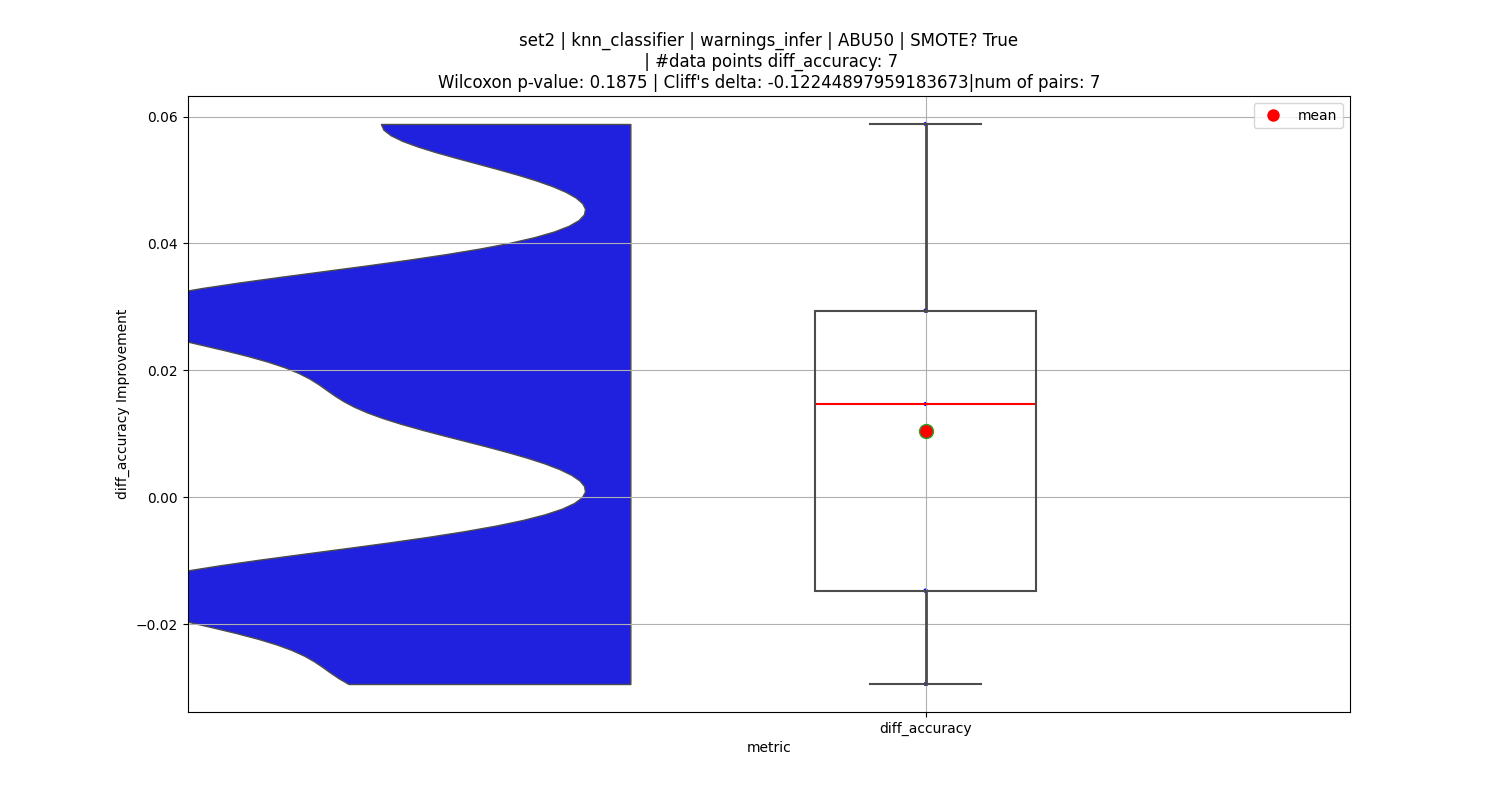 set2 | knn_classifier | warnings_infer | ABU50 | SMOTE? True
| #data points diff_accuracy: 7
Wilcoxon p-value: 0.1875 | Cliff's delta: -0.12244897959183673|num of pairs: 7
mean
0.06
0.04
0.02
0.00
−0.02
diff_accuracy Improvement
diff_accuracy
metric